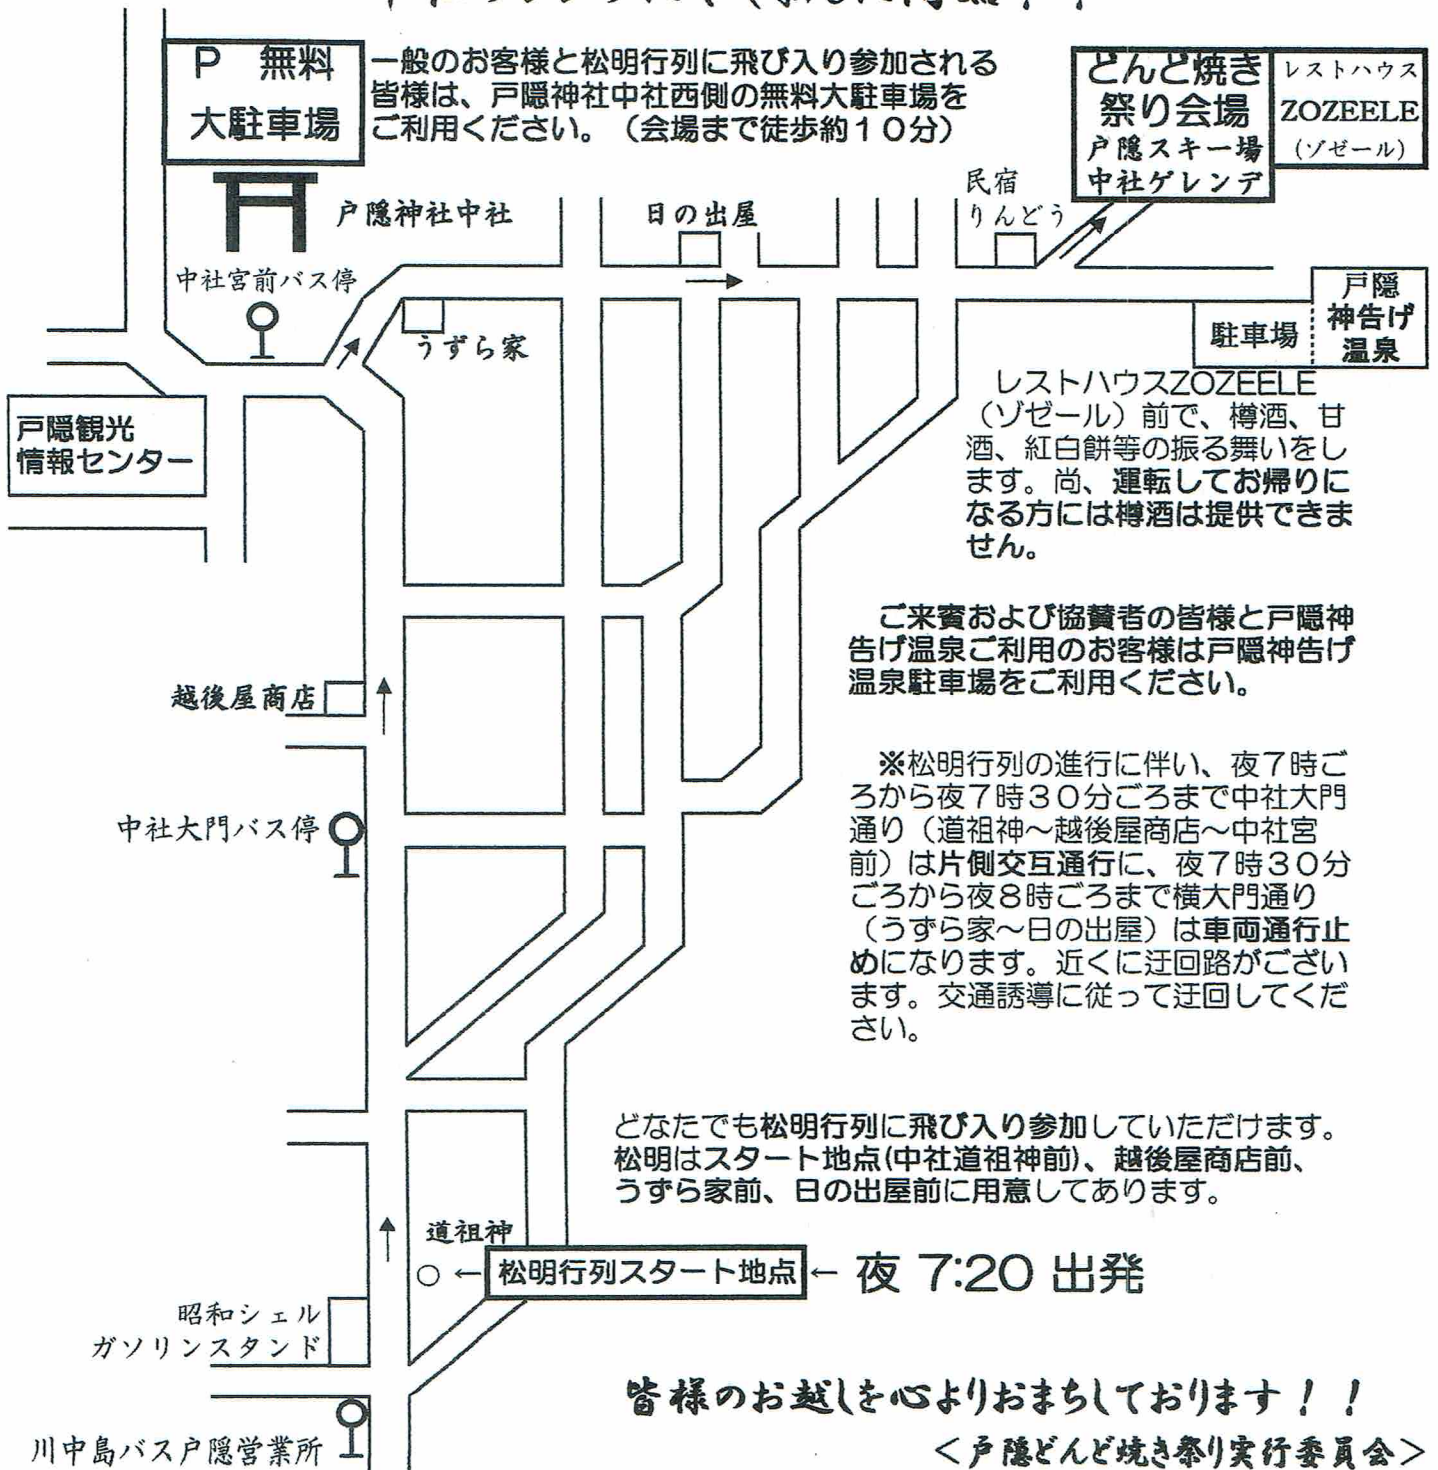 P 無料
大駐車場
一般のお客様と松明行列に飛び入り参加される
皆様は、戸隠神社中社西側の無料大駐車場を
ご利用ください。（会場まで徒歩約１０分）
どんど焼き
祭り会場
戸隠スキー場
中社ゲレンデ
レストハウス
ZOZEELE
（ゾゼール）
戸隠神社中社
日の出屋
民宿
りんどう
中社宮前バス停
うずら家
駐車場
戸隠
神告げ
温泉
戸隠観光
情報センター
レストハウスZOZEELE
（ゾゼール）前で、樽酒、甘
酒、紅白餅等の振る舞いをし
ます。尚、運転してお帰りに
なる方には樽酒は提供できま
せん。
ご来賓および協賛者の皆様と戸隠神
告げ温泉ご利用のお客様は戸隠神告げ
温泉駐車場をご利用ください。
越後屋商店
※松明行列の進行に伴い、夜７時ご
ろから夜７時３０分ごろまで中社大門
通り（道祖神～越後屋商店～中社宮
前）は片側交互通行に、夜７時３０分
ごろから夜８時ごろまで横大門通り
（うずら家～日の出屋）は車両通行止
めになります。近くに迂回路がござい
ます。交通誘導に従って迂回してくだ
さい。
中社大門バス停
どなたでも松明行列に飛び入り参加していただけます。
松明はスタート地点(中社道祖神前)、越後屋商店前、
うずら家前、日の出屋前に用意してあります。
道祖神
○ ← 松明行列スタート地点 ← 夜 7:20 出発
昭和シェル
ガソリンスタンド
皆様のお越しを心よりおまちしております！！
川中島バス戸隠営業所
＜戸隠どんど焼き祭り実行委員会＞